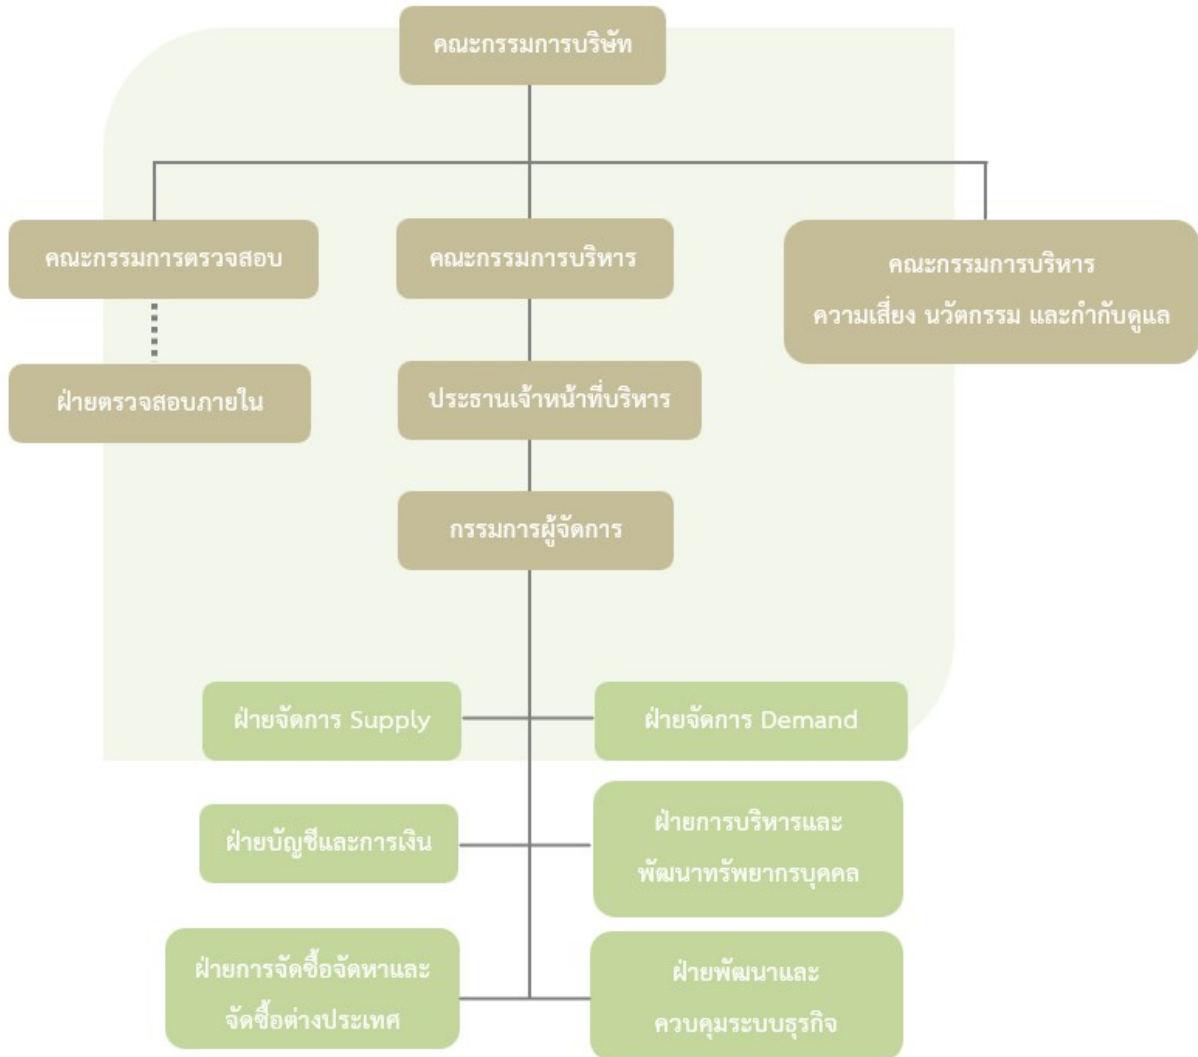 คณะกรรมการบริษัท
คณะกรรมการตรวจสอบ
คณะกรรมการบริหาร
คณะกรรมการบริหาร
ความเสี่ยง นวัตกรรม และกำกับดูแล
ฝ่ายตรวจสอบภายใน
ประธานเจ้าหน้าที่บริหาร
กรรมการผู้จัดการ
ฝ่ายจัดการ Supply
ฝ่ายจัดการ Demand
ฝ่ายบัญชีและการเงิน
ฝ่ายการบริหารและ
พัฒนาทรัพยากรบุคคล
ฝ่ายการจัดซื้อจัดหาและ
จัดซื้อต่างประเทศ
ฝ่ายพัฒนาและ
ควบคุมระบบธุรกิจ